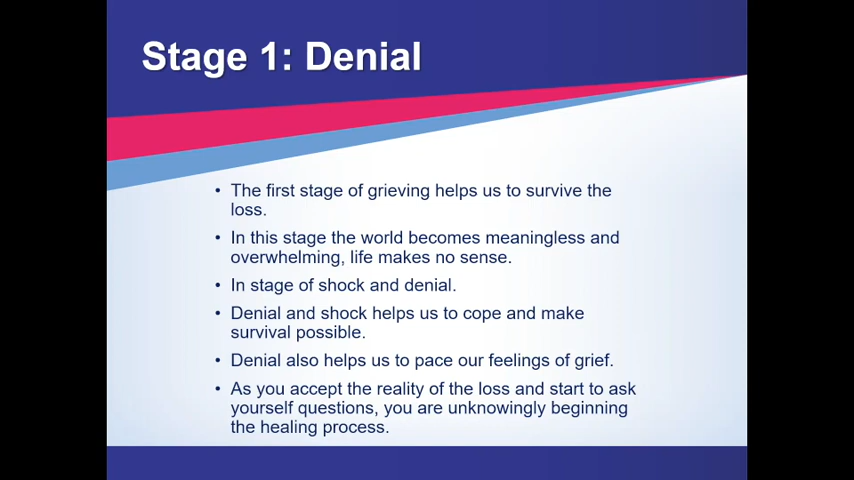 Stage 1: Denial
• The first stage of grieving helps us to survive the
loss.
• In this stage the world becomes meaningless and
overwhelming, life makes no sense.
• In stage of shock and denial.
• Denial and shock helps us to cope and make
survival possible.
• Denial also helps us to pace our feelings of grief.
• As you accept the reality of the loss and start to ask
yourself questions, you are unknowingly beginning
the healing process.